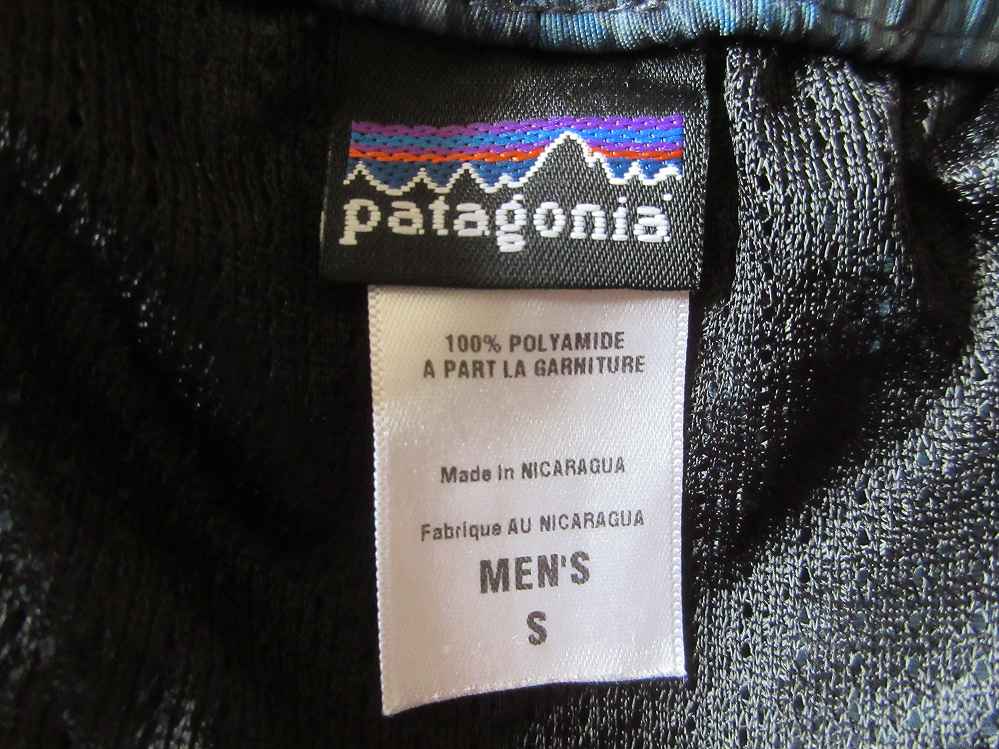 patagonia®
100% POLYAMIDE
A PART LA GARNITURE
Made in NICARAGUA
Fabrique AU NICARAGUA
MEN'S
S